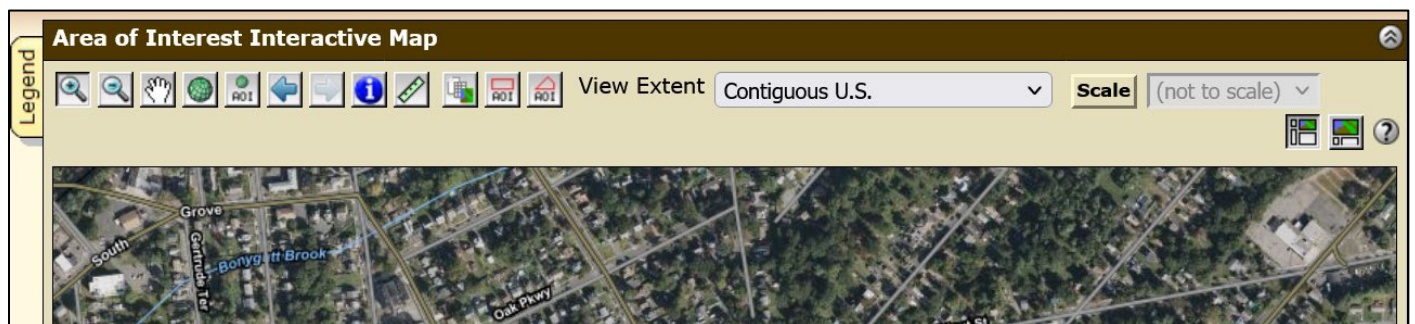 Legend
Area of Interest Interactive Map
AOI
i
AOI
AOI
View Extent
Contiguous U.S.
Scale
(not to scale)
?
Grove
South
Gertrude Ter
Bonygutt Brook
Oak Pkwy
St